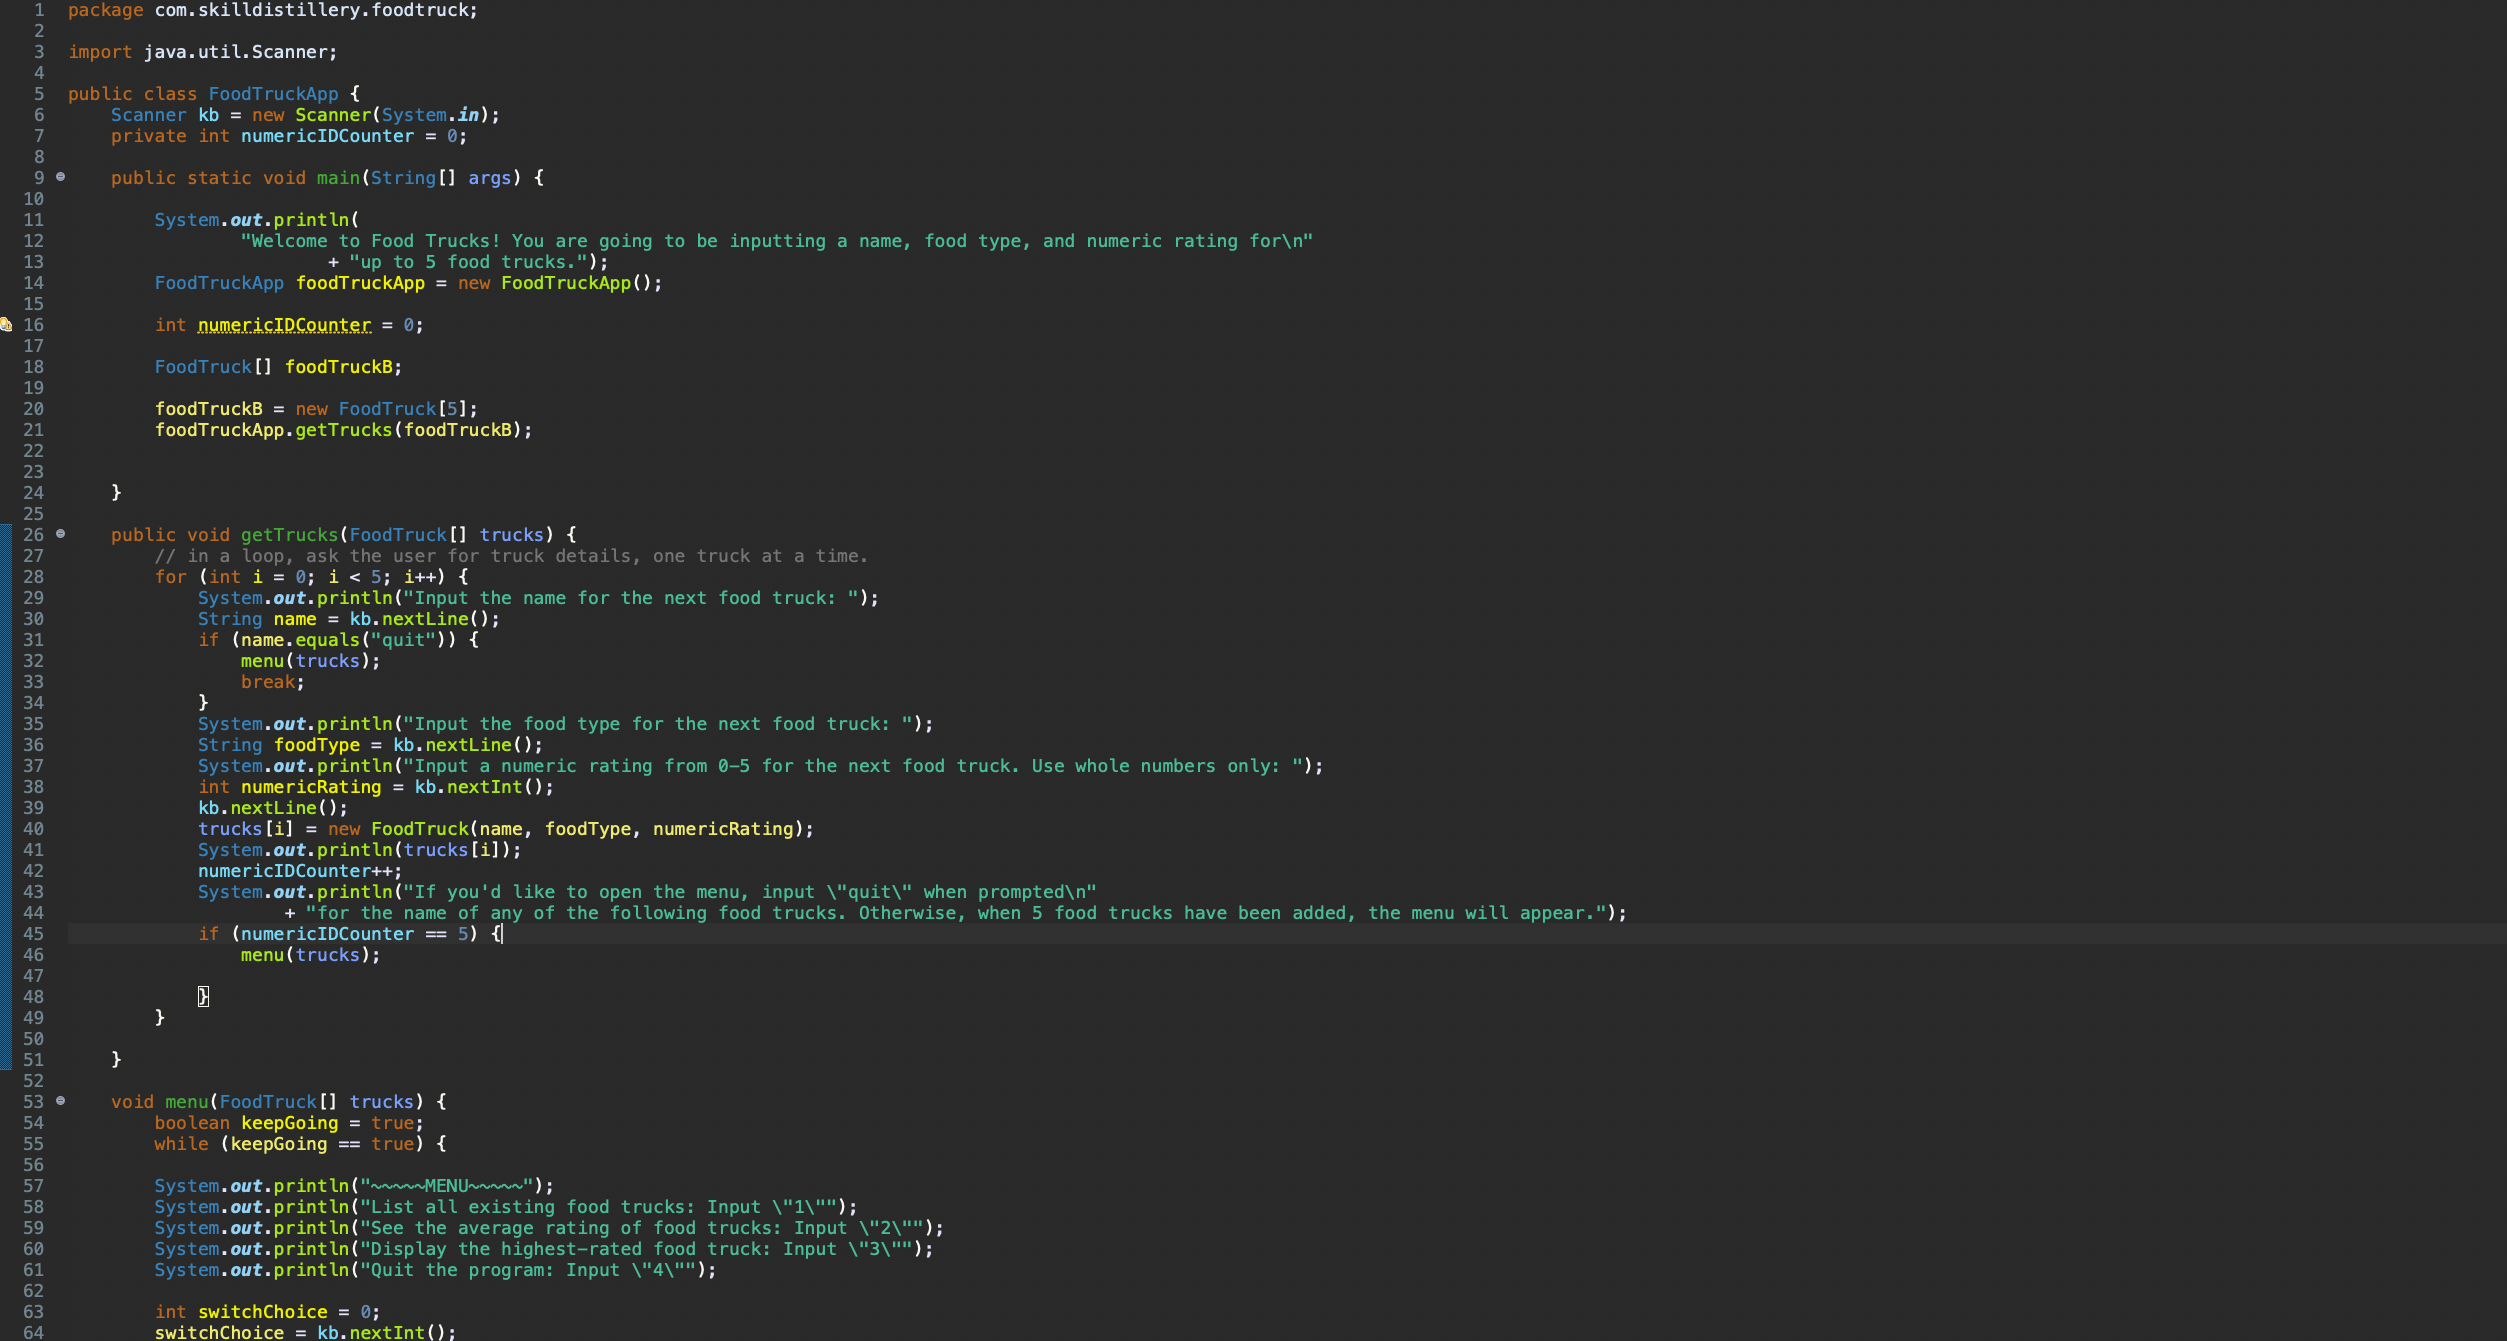 1 package com.skilldistillery.foodtruck;
2
3 import java.util.Scanner;
4
5 public class FoodTruckApp {
6     Scanner kb = new Scanner(System.in);
7     private int numericIDCounter = 0;
8
9     public static void main(String[] args) {
10
11         System.out.println(
12                 "Welcome to Food Trucks! You are going to be inputting a name, food type, and numeric rating for\n"
13                         + "up to 5 food trucks.");
14         FoodTruckApp foodTruckApp = new FoodTruckApp();
15
16         int numericIDCounter = 0;
17
18         FoodTruck[] foodTruckB;
19
20         foodTruckB = new FoodTruck[5];
21         foodTruckApp.getTrucks(foodTruckB);
22
23
24     }
25
26     public void getTrucks(FoodTruck[] trucks) {
27         // in a loop, ask the user for truck details, one truck at a time.
28         for (int i = 0; i < 5; i++) {
29             System.out.println("Input the name for the next food truck: ");
30             String name = kb.nextLine();
31             if (name.equals("quit")) {
32                 menu(trucks);
33                 break;
34             }
35             System.out.println("Input the food type for the next food truck: ");
36             String foodType = kb.nextLine();
37             System.out.println("Input a numeric rating from 0-5 for the next food truck. Use whole numbers only: ");
38             int numericRating = kb.nextInt();
39             kb.nextLine();
40             trucks[i] = new FoodTruck(name, foodType, numericRating);
41             System.out.println(trucks[i]);
42             numericIDCounter++;
43             System.out.println("If you'd like to open the menu, input \"quit\" when prompted\n"
44                     + "for the name of any of the following food trucks. Otherwise, when 5 food trucks have been added, the menu will appear.");
45             if (numericIDCounter == 5) {
46                 menu(trucks);
47
48             }
49         }
50
51     }
52
53     void menu(FoodTruck[] trucks) {
54         boolean keepGoing = true;
55         while (keepGoing == true) {
56
57         System.out.println("~~~~~MENU~~~~~");
58         System.out.println("List all existing food trucks: Input \"1\"");
59         System.out.println("See the average rating of food trucks: Input \"2\"");
60         System.out.println("Display the highest-rated food truck: Input \"3\"");
61         System.out.println("Quit the program: Input \"4\"");
62
63         int switchChoice = 0;
64         switchChoice = kb.nextInt();